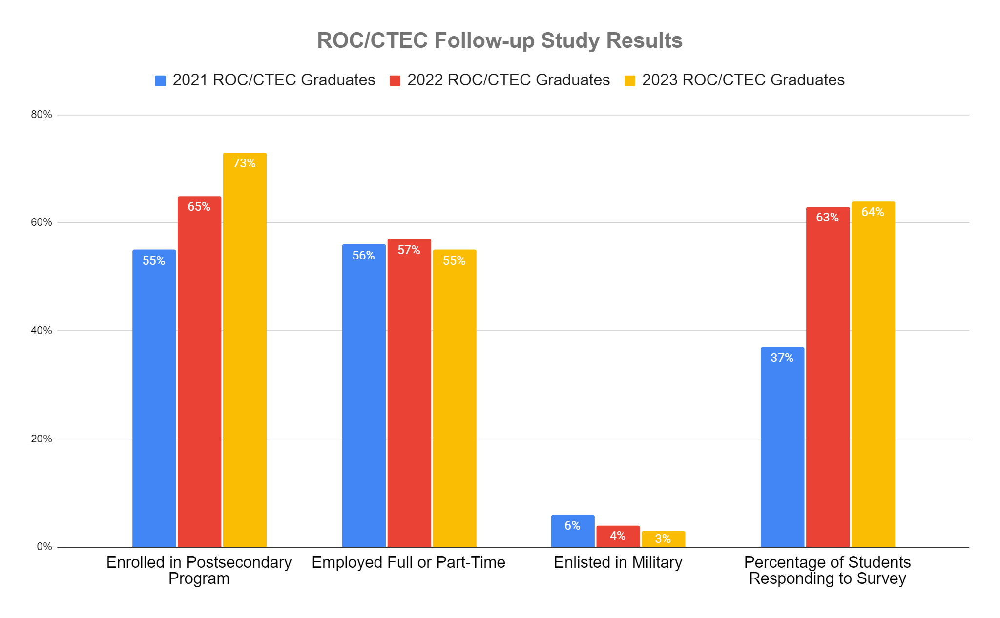 ROC/CTEC Follow-up Study Results
2021 ROC/CTEC Graduates 2022 ROC/CTEC Graduates 2023 ROC/CTEC Graduates
80%
60%
40%
20%
0%
55%
65%
73%
56%
57%
55%
6%
4%
3%
37%
63%
64%
Enrolled in Postsecondary
Program
Employed Full or Part-Time
Enlisted in Military
Percentage of Students
Responding to Survey